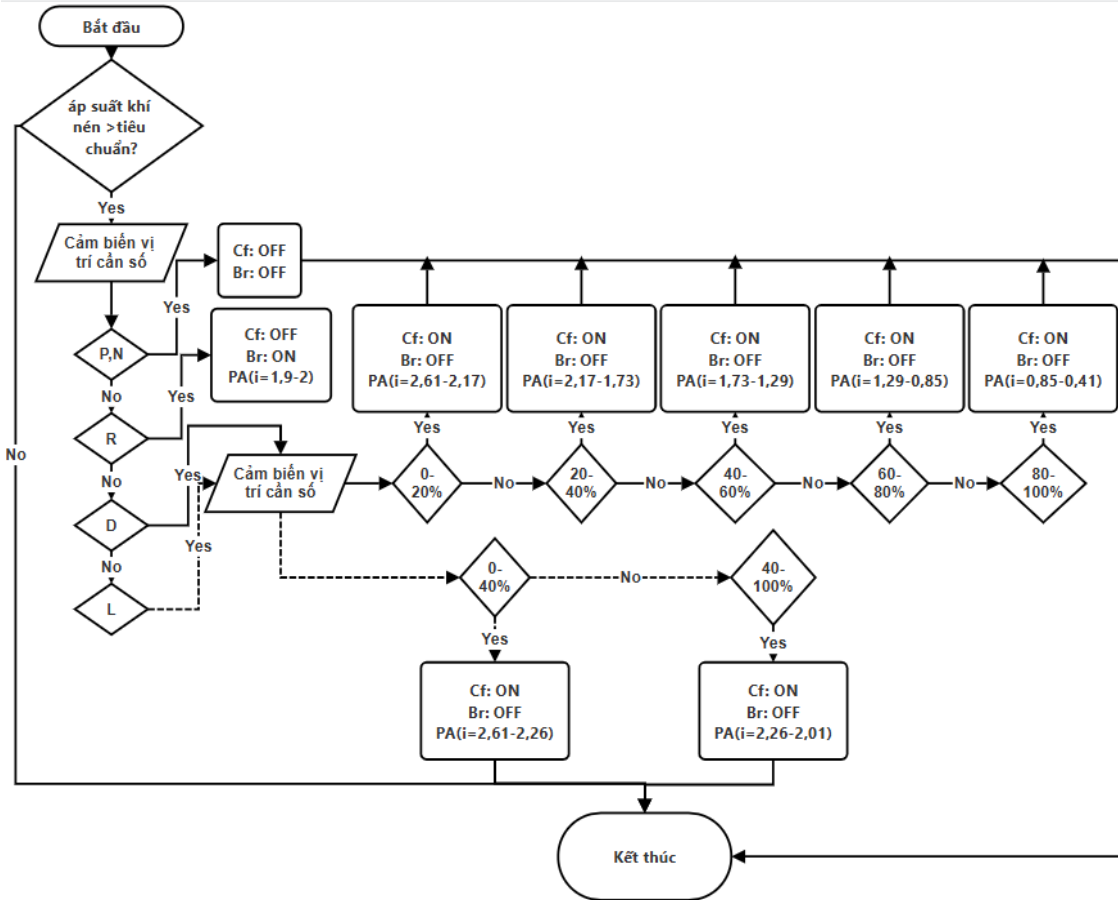 Bắt đầu
áp suất khí
nén >tiêu
chuẩn?
Yes
Cảm biến vị
trí cần số
Cf: OFF
Br: OFF
Yes
P,N
Cf: OFF
Br: ON
PA(i=1,9-2)
Cf: ON
Br: OFF
PA(i=2,61-2,17)
Cf: ON
Br: OFF
PA(i=2,17-1,73)
Cf: ON
Br: OFF
PA(i=1,73-1,29)
Cf: ON
Br: OFF
PA(i=1,29-0,85)
Cf: ON
Br: OFF
PA(i=0,85-0,41)
No
Yes
R
Yes
Yes
Yes
Yes
Yes
No
No
Yes
Cảm biến vị
trí cần số
0-
20%
No
20-
40%
No
40-
60%
No
60-
80%
No
80-
100%
D
Yes
No
L
0-
40%
No
40-
100%
Yes
Yes
Cf: ON
Br: OFF
PA(i=2,61-2,26)
Cf: ON
Br: OFF
PA(i=2,26-2,01)
Kết thúc